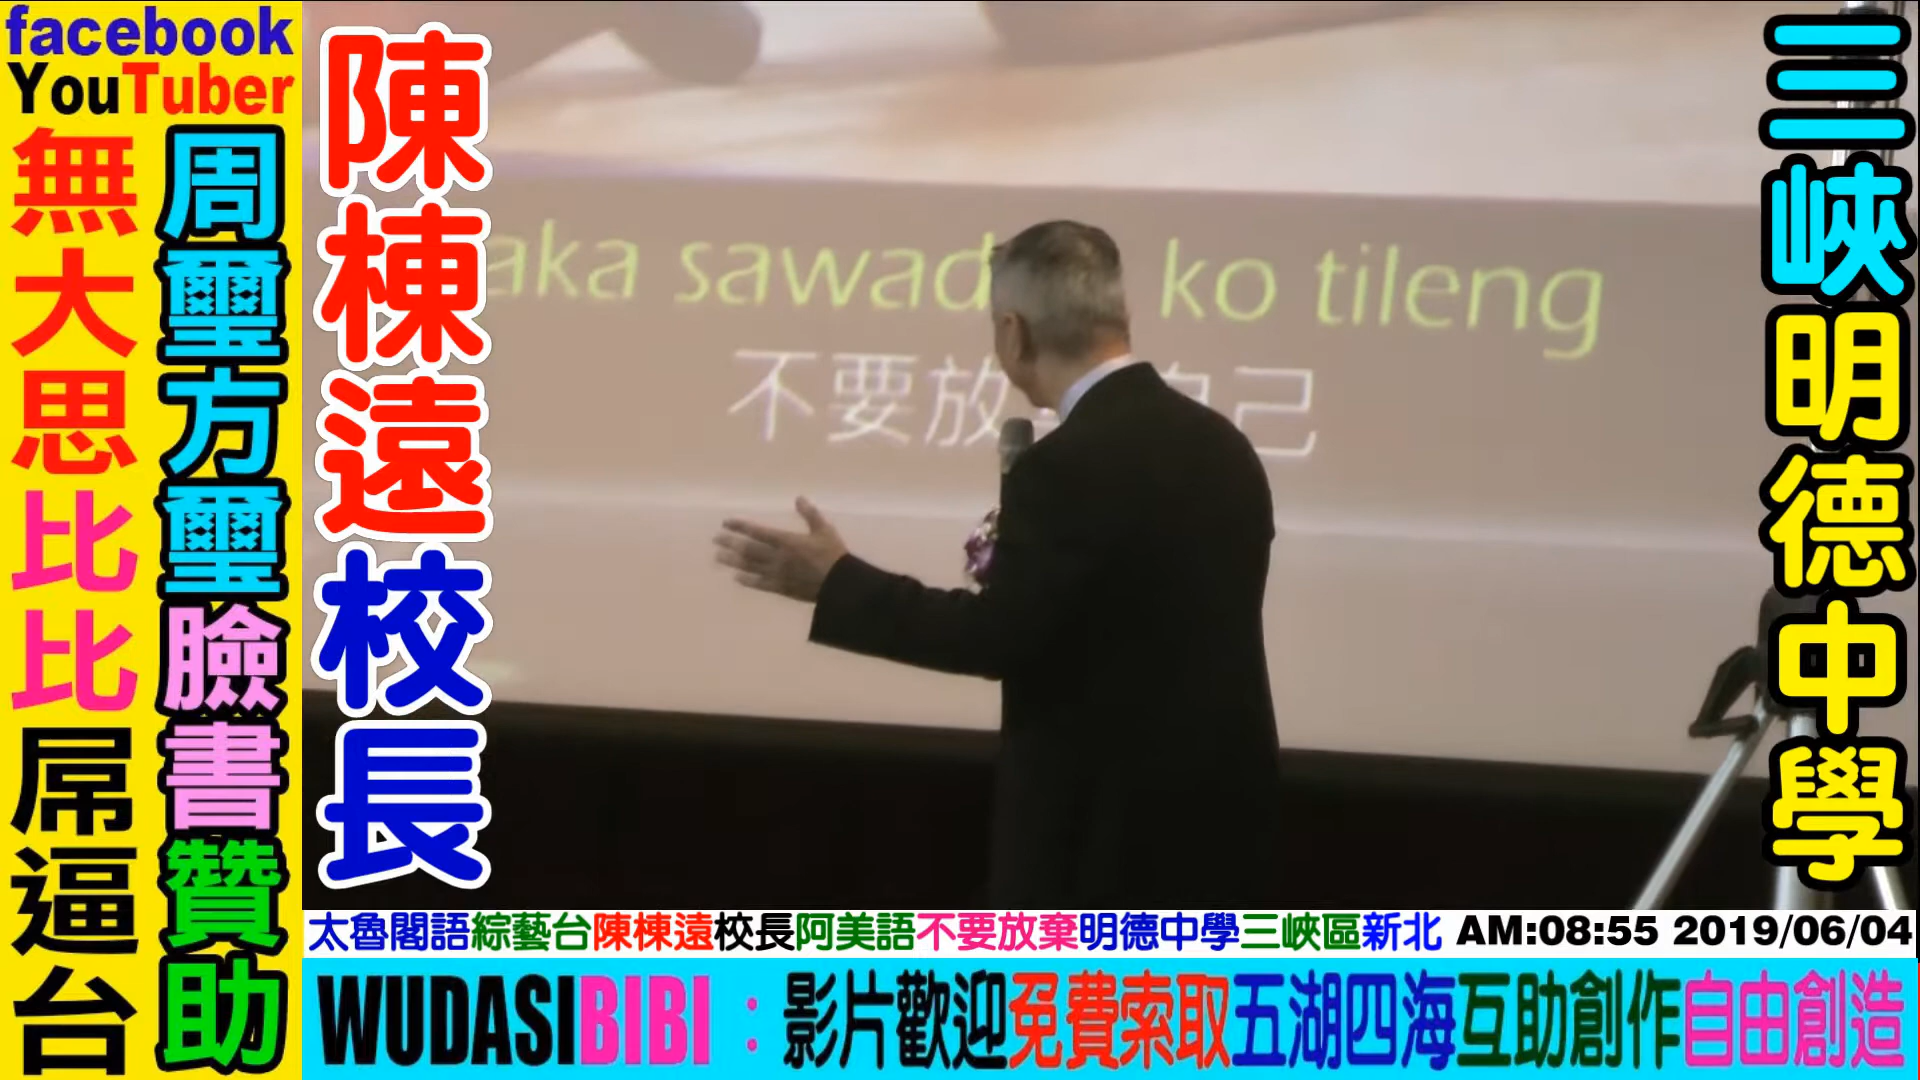 facebook
YouTuber
無大思比比屌逼台
周璽方璽臉書贊助
陳棟遠校長
三峽明德中學
aka sawad ko tileng
不要放 自己
太魯閣語綜藝台陳棟遠校長阿美語不要放棄明德中學三峽區新北 AM:08:55 2019/06/04
WUDASIBIBI：影片歡迎免費索取五湖四海互助創作自由創造